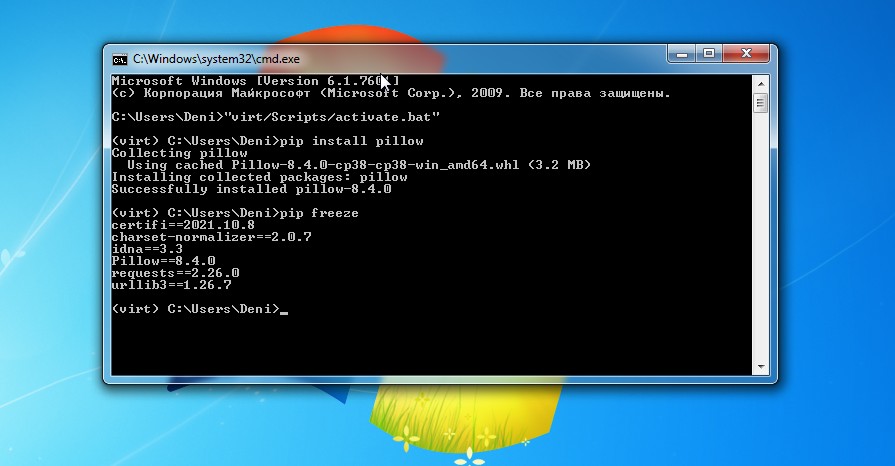 C:\Windows\system32\cmd.exe
Microsoft Windows [Version 6.1.7601]
(c) Корпорация Майкрософт (Microsoft Corp.), 2009. Все права защищены.
C:\Users\Deni>"virt/Scripts/activate.bat"
(virt) C:\Users\Deni>pip install pillow
Collecting pillow
  Using cached Pillow-8.4.0-cp38-cp38-win_amd64.whl (3.2 MB)
Installing collected packages: pillow
Successfully installed pillow-8.4.0
(virt) C:\Users\Deni>pip freeze
certifi==2021.10.8
charset-normalizer==2.0.7
idna==3.3
Pillow==8.4.0
requests==2.26.0
urllib3==1.26.7
(virt) C:\Users\Deni>_